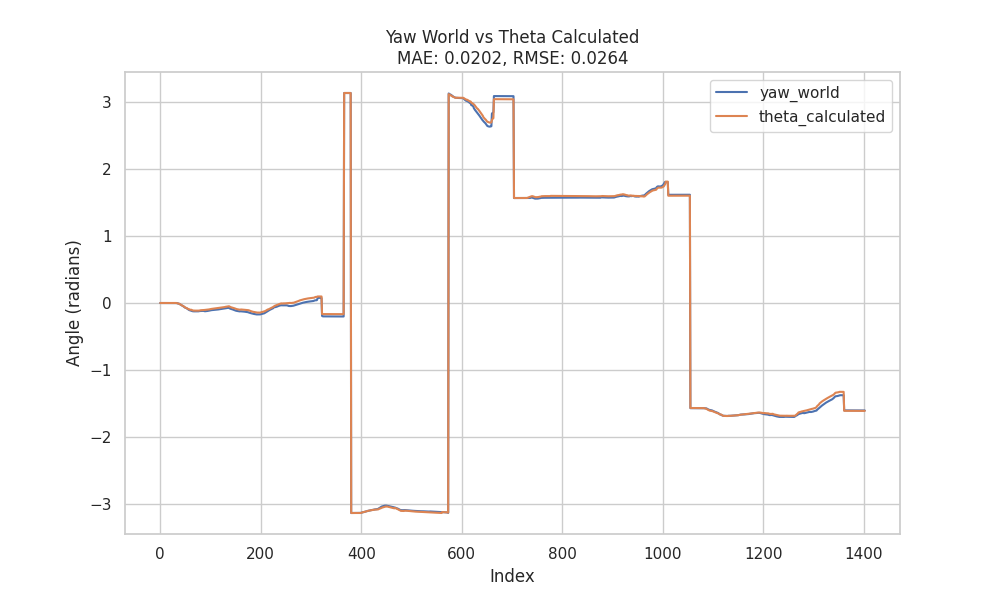 Yaw World vs Theta Calculated
MAE: 0.0202, RMSE: 0.0264
yaw_world
theta_calculated
Angle (radians)
3
2
1
0
−1
−2
−3
0 200 400 600 800 1000 1200 1400
Index